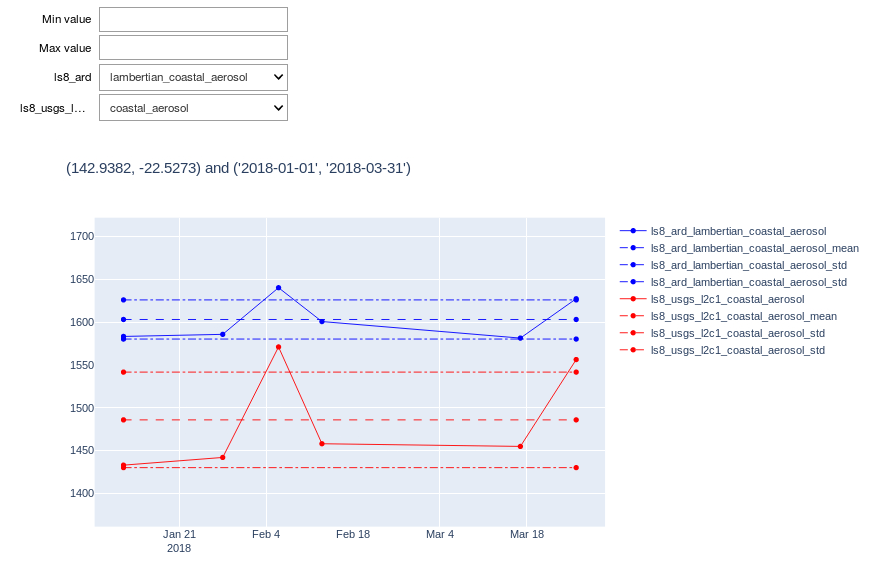 Min value
Max value
ls8_ard
lambertian_coastal_aerosol
ls8_usgs_l…
coastal_aerosol
(142.9382, -22.5273) and ('2018-01-01', '2018-03-31')
1700
1650
1600
1550
1500
1450
1400
Jan 21
2018
Feb 4
Feb 18
Mar 4
Mar 18
ls8_ard_lambertian_coastal_aerosol
ls8_ard_lambertian_coastal_aerosol_mean
ls8_ard_lambertian_coastal_aerosol_std
ls8_ard_lambertian_coastal_aerosol_std
ls8_usgs_l2c1_coastal_aerosol
ls8_usgs_l2c1_coastal_aerosol_mean
ls8_usgs_l2c1_coastal_aerosol_std
ls8_usgs_l2c1_coastal_aerosol_std